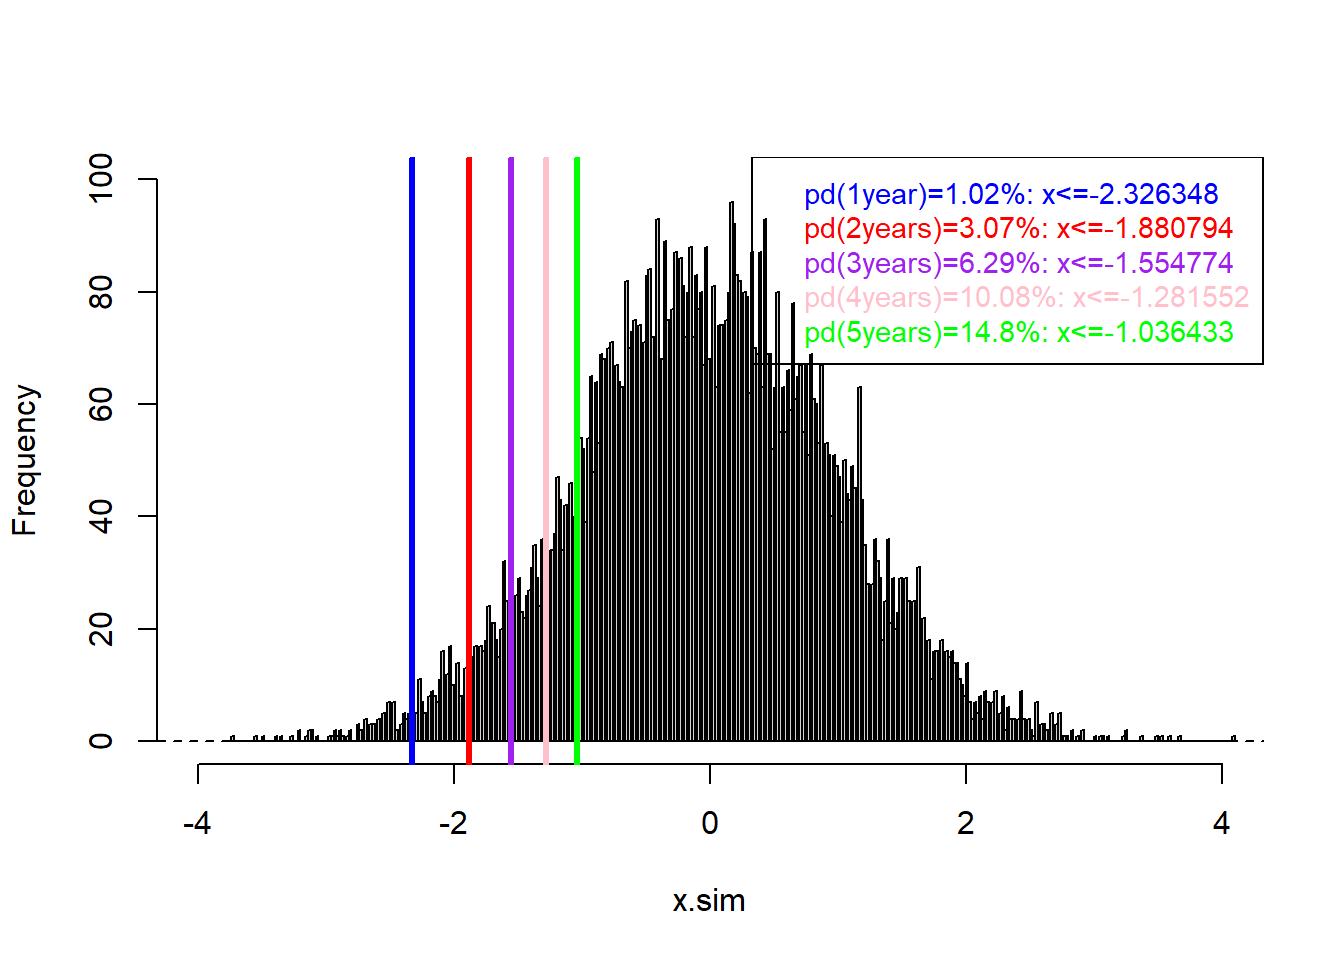 100
80
60
40
20
0
Frequency
pd(1year)=1.02%: x<=-2.326348
pd(2years)=3.07%: x<=-1.880794
pd(3years)=6.29%: x<=-1.554774
pd(4years)=10.08%: x<=-1.281552
pd(5years)=14.8%: x<=-1.036433
-4 -2 0 2 4
x.sim